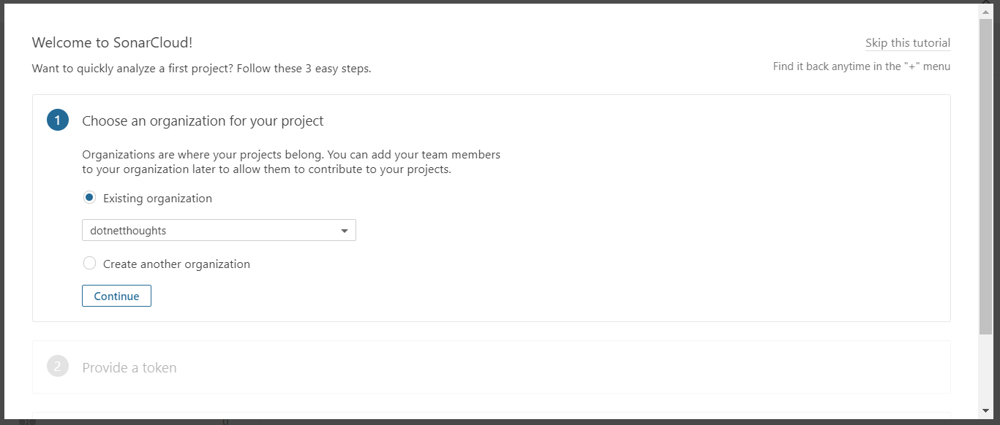 Welcome to SonarCloud!
Skip this tutorial
Want to quickly analyze a first project? Follow these 3 easy steps.
Find it back anytime in the "+" menu
1 Choose an organization for your project
Organizations are where your projects belong. You can add your team members
to your organization later to allow them to contribute to your projects.
Existing organization
dotnetthoughts
Create another organization
Continue
2 Provide a token